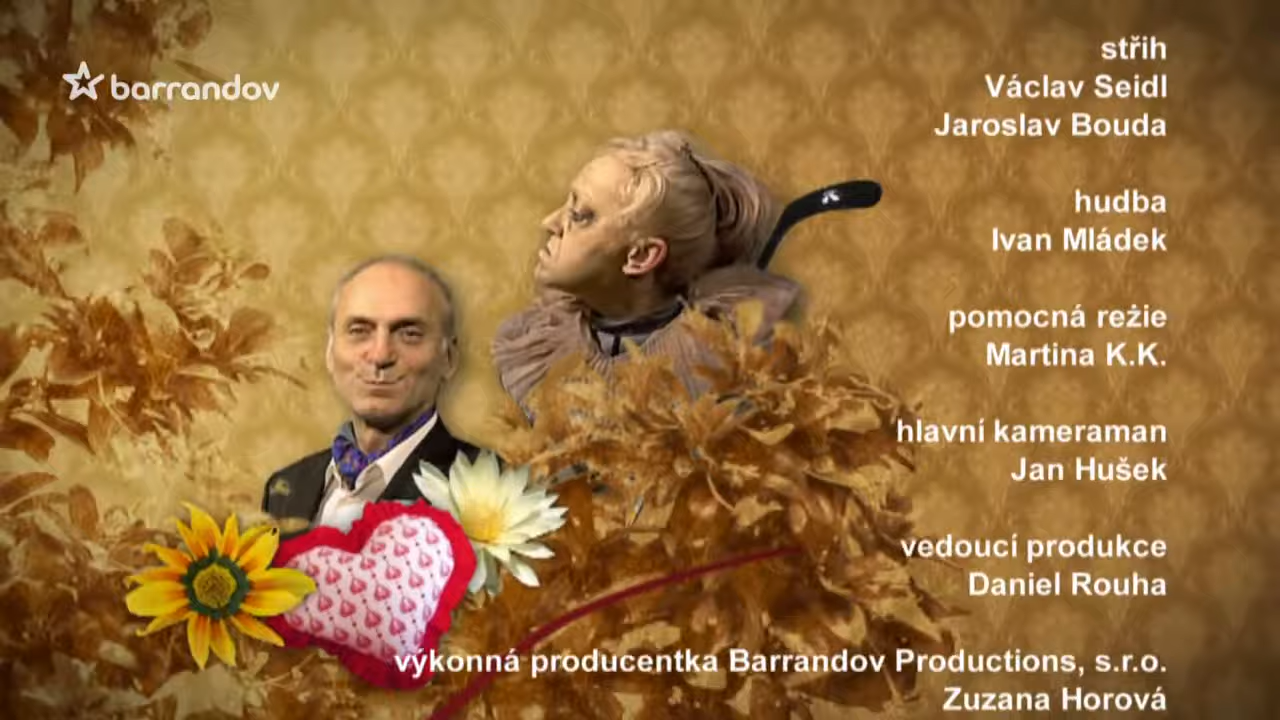 barrandov
střih
Václav Seidl
Jaroslav Bouda
hudba
Ivan Mládek
pomocná režie
Martina K.K.
hlavní kameraman
Jan Hušek
vedoucí produkce
Daniel Rouha
výkonná producentka Barrandov Productions, s.r.o.
Zuzana Horová